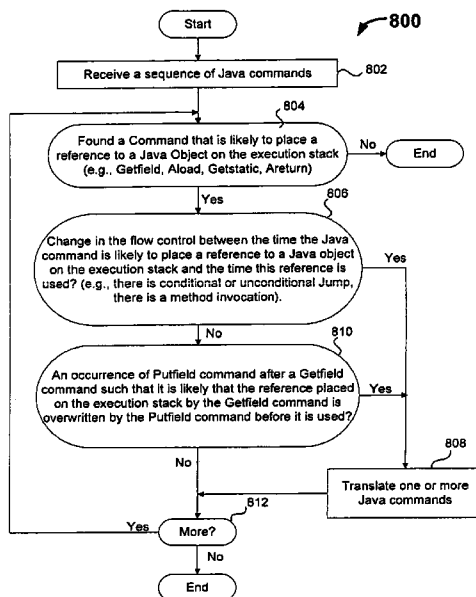 Start
800
Receive a sequence of Java commands
802
804
Found a Command that is likely to place a
reference to a Java Object on the execution stack
(e.g., Getfield, Aload, Getstatic, Areturn)
No
End
Yes
806
Change in the flow control between the time the Java
command is likely to place a reference to a Java object
on the execution stack and the time this reference is
used? (e.g., there is conditional or unconditional Jump,
there is a method invocation).
Yes
No
810
An occurrence of Putfield command after a Getfield
command such that it is likely that the reference placed
on the execution stack by the Getfield command is
overwritten by the Putfield command before it is used?
Yes
No
808
Translate one or more
Java commands
812
Yes
More?
No
End